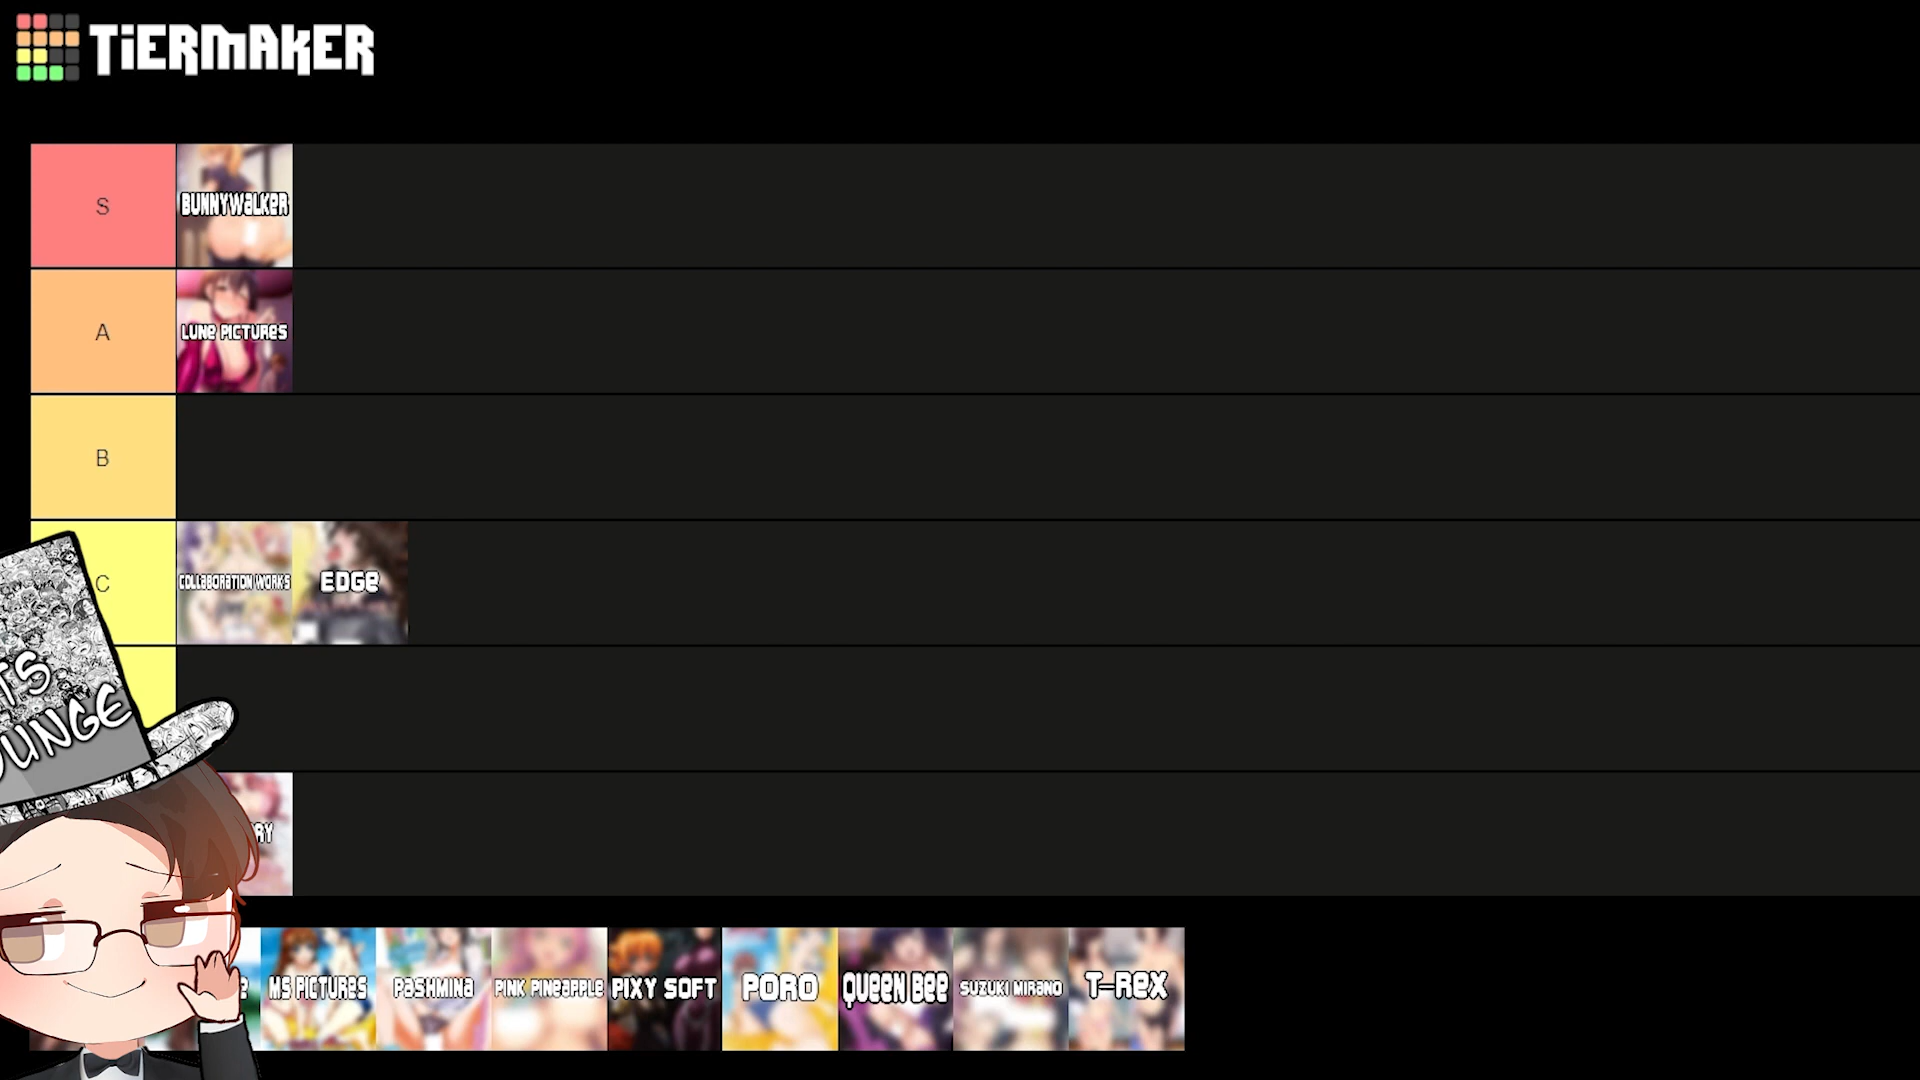 TiERMAKER
S
BUNNYWALKER
A
LUNE PICTURES
B
C
COLLABORATION WORKS
EDGE
MS PICTURES
PASHMINA
PINK PINEAPPLE
PIXY SOFT
PORO
QUEEN BEE
SUZUKI MIRANO
T-REX